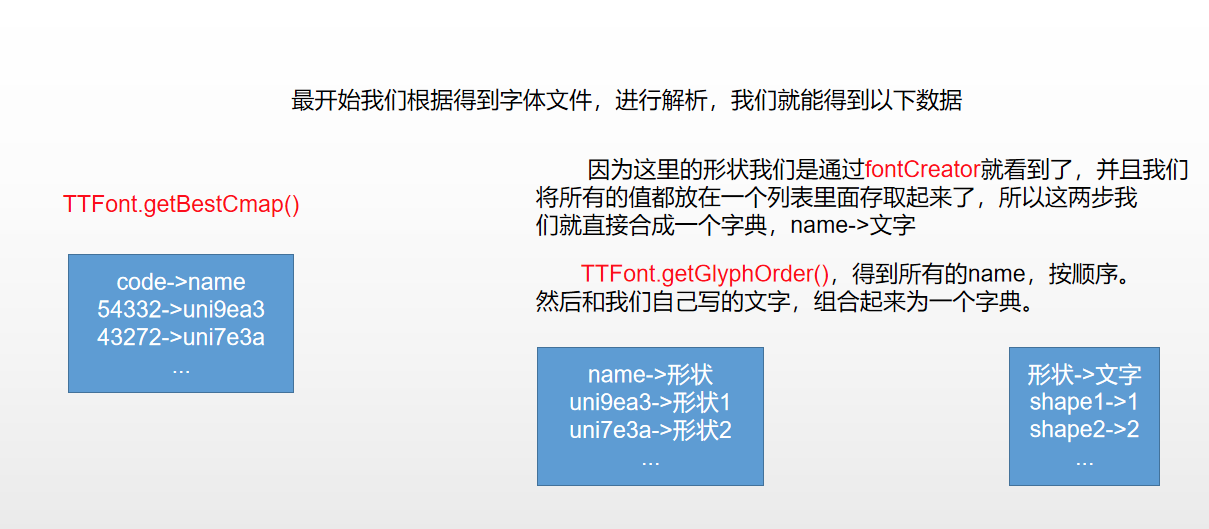 最开始我们根据得到字体文件，进行解析，我们就能得到以下数据
TTFont.getBestCmap()
code->name
54332->uni9ea3
43272->uni7e3a
...
因为这里的形状我们是通过fontCreator就看到了，并且我们
将所有的值都放在一个列表里面存取起来了，所以这两步我
们就直接合成一个字典，name->文字
TTFont.getGlyphOrder()，得到所有的name，按顺序。
然后和我们自己写的文字，组合起来为一个字典。
name->形状
uni9ea3->形状1
uni7e3a->形状2
...
形状->文字
shape1->1
shape2->2
...